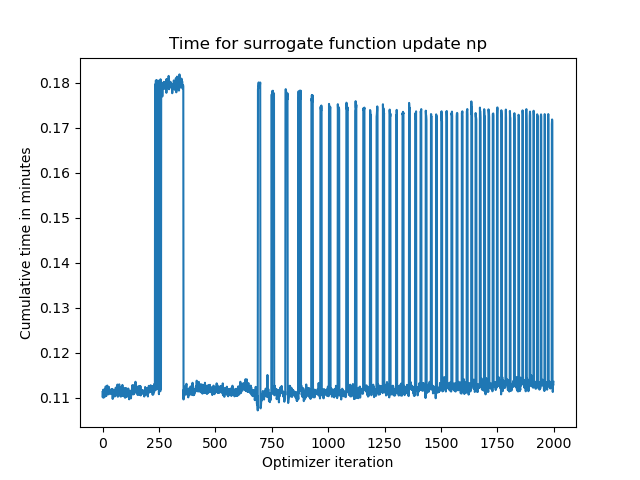 Time for surrogate function update np
Cumulative time in minutes
0.18
0.17
0.16
0.15
0.14
0.13
0.12
0.11
0 250 500 750 1000 1250 1500 1750 2000
Optimizer iteration